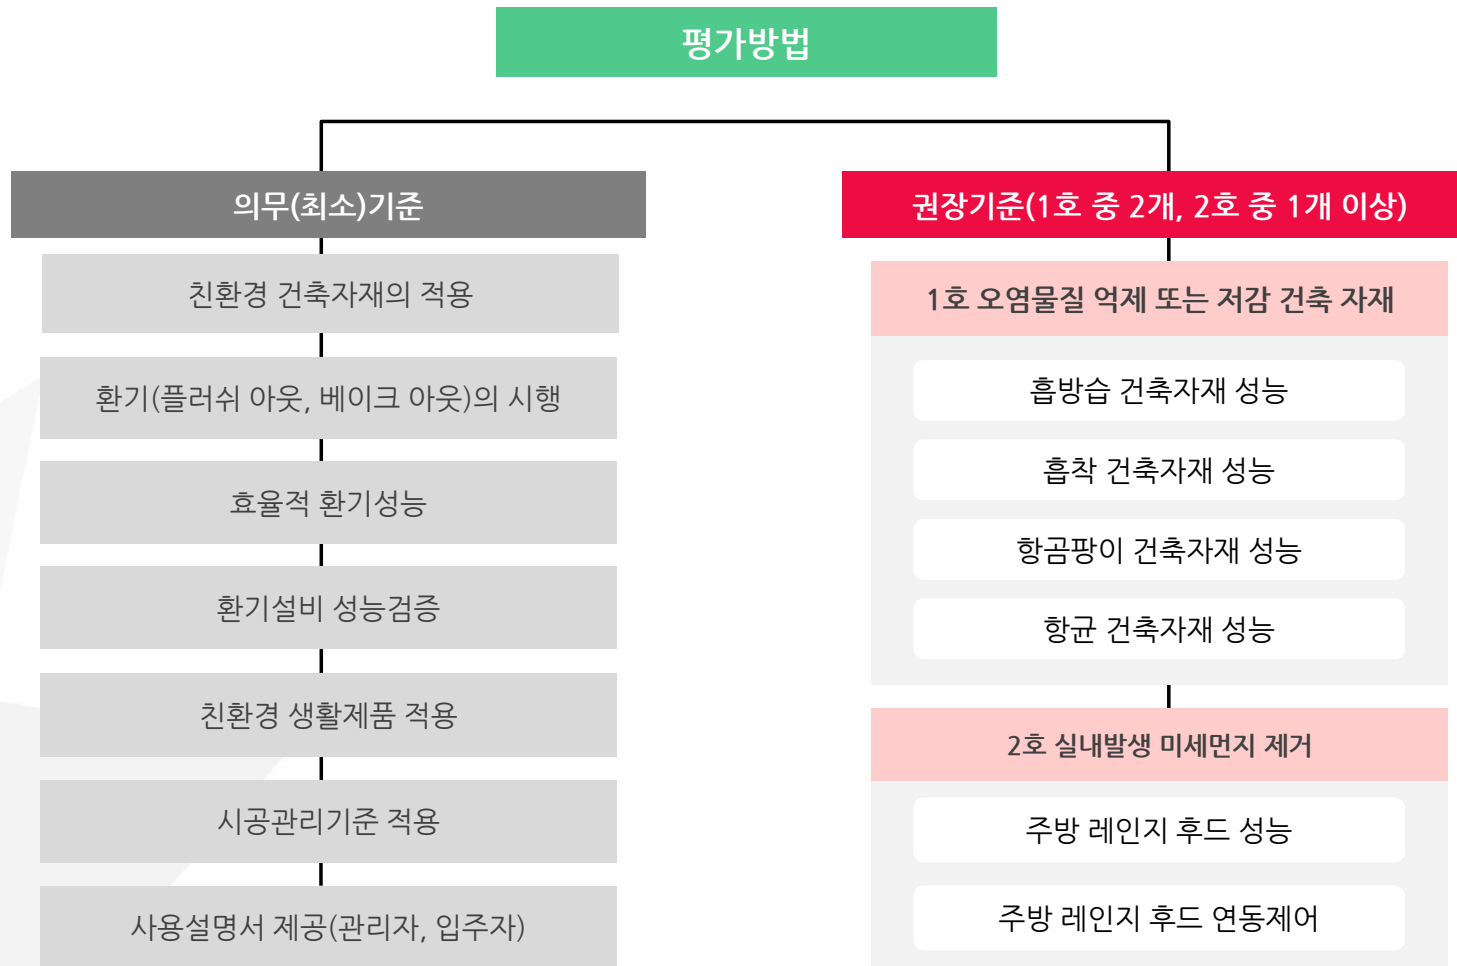 평가방법
의무(최소)기준
친환경 건축자재의 적용
환기(플러쉬 아웃, 베이크 아웃)의 시행
효율적 환기성능
환기설비 성능검증
친환경 생활제품 적용
시공관리기준 적용
사용설명서 제공(관리자, 입주자)
권장기준(1호 중 2개, 2호 중 1개 이상)
1호 오염물질 억제 또는 저감 건축 자재
흡방습 건축자재 성능
흡착 건축자재 성능
항곰팡이 건축자재 성능
항균 건축자재 성능
2호 실내발생 미세먼지 제거
주방 레인지 후드 성능
주방 레인지 후드 연동제어